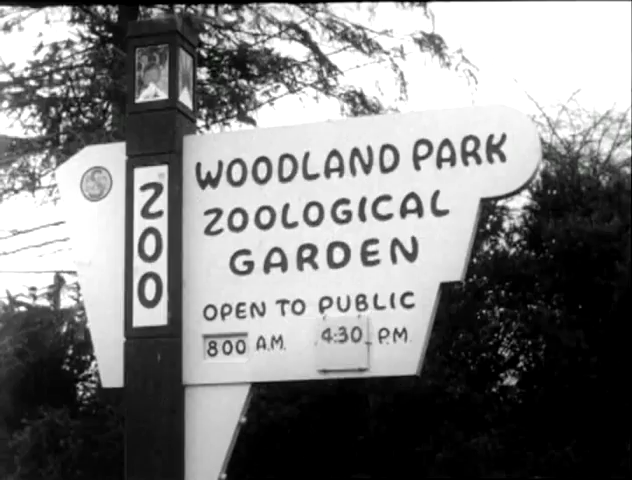 ZOO
WOODLAND PARK
ZOOLOGICAL
GARDEN
OPEN TO PUBLIC
800 A.M. 4:30 P.M.